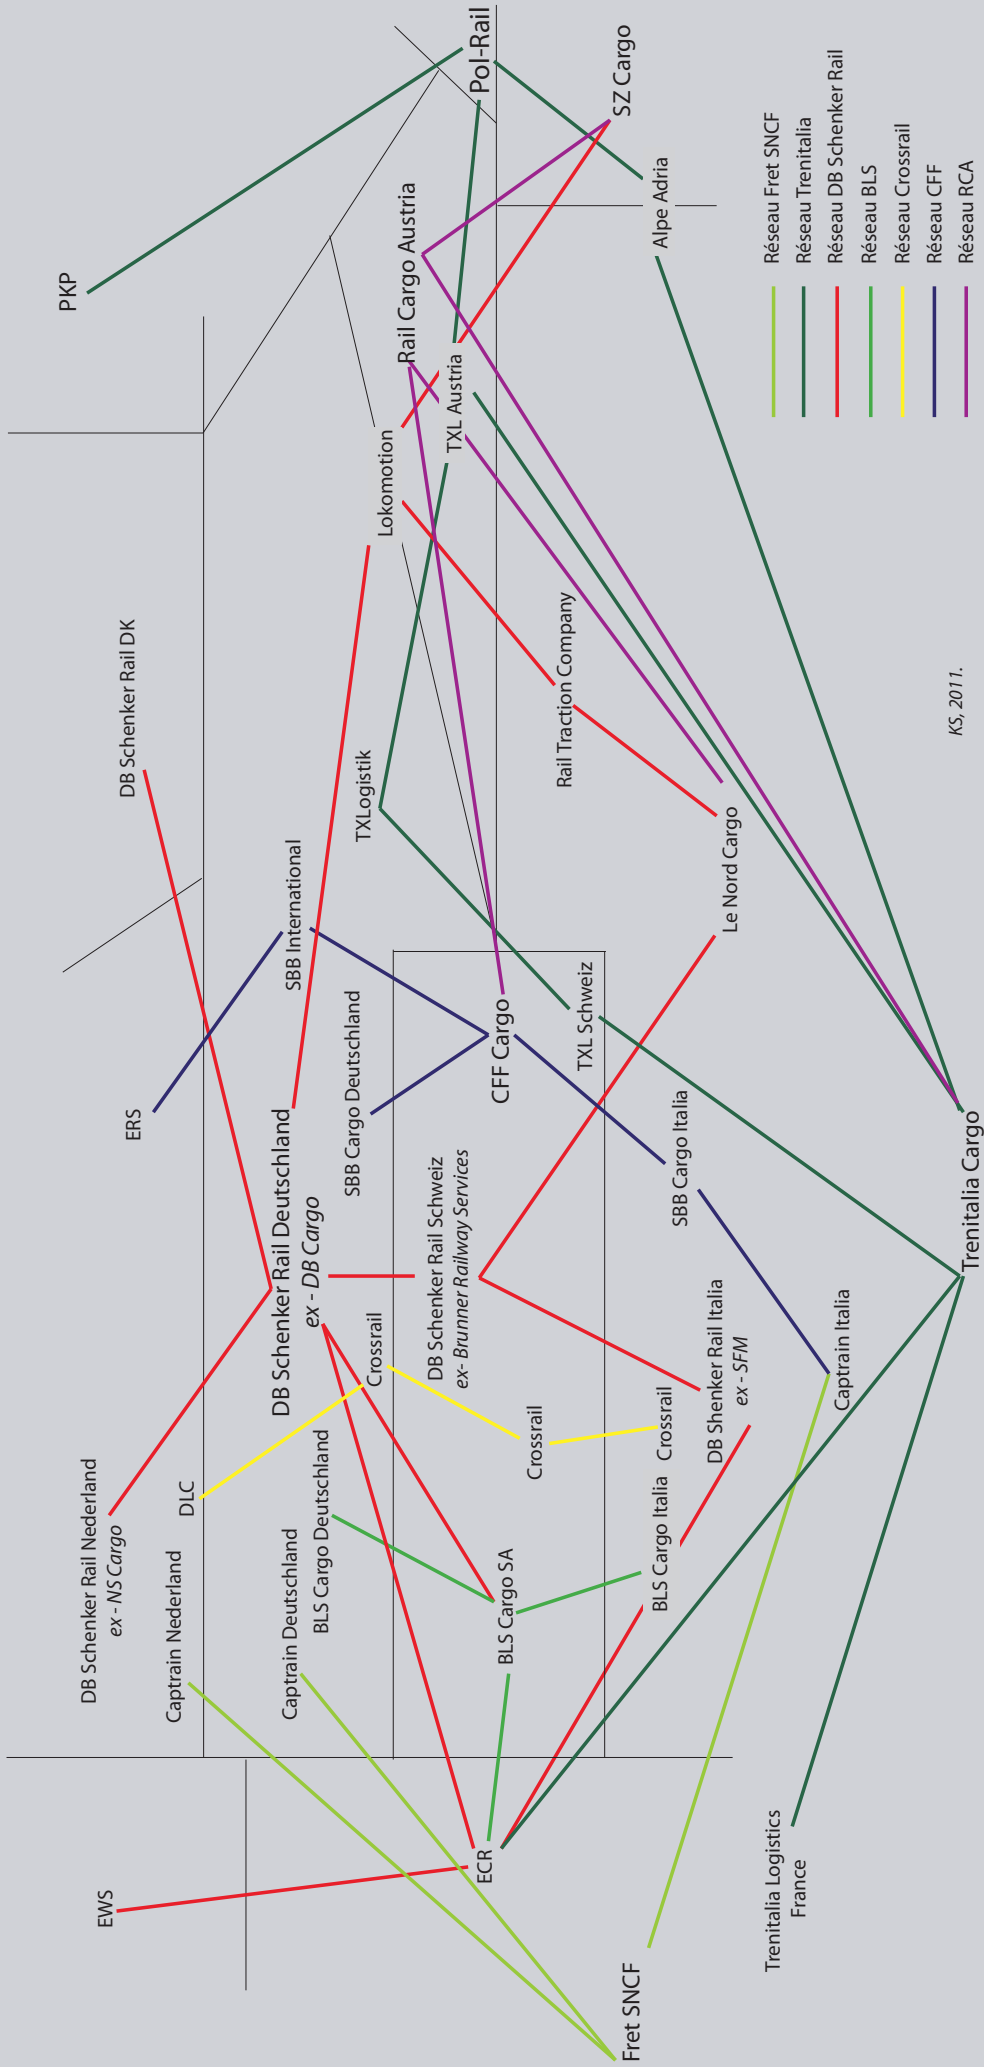 EWS
DB Schenker Rail Nederland
ex - NS Cargo
Captrain Nederland
DLC
ERS
DB Schenker Rail DK
PKP
Captrain Deutschland
BLS Cargo Deutschland
DB Schenker Rail Deutschland
ex - DB Cargo
Crossrail
SBB International
SBB Cargo Deutschland
TXLogistik
Lokomotion
Rail Cargo Austria
TXL Austria
Pol-Rail
ECR
BLS Cargo SA
DB Schenker Rail Schweiz
ex- Brunner Railway Services
Crossrail
CFF Cargo
TXL Schweiz
Rail Traction Company
SZ Cargo
Fret SNCF
BLS Cargo Italia
Crossrail
SBB Cargo Italia
Alpe Adria
DB Shenker Rail Italia
ex - SFM
Le Nord Cargo
Trenitalia Logistics
France
Captrain Italia
Trenitalia Cargo
KS, 2011.
Réseau Fret SNCF
Réseau Trenitalia
Réseau DB Schenker Rail
Réseau BLS
Réseau Crossrail
Réseau CFF
Réseau RCA